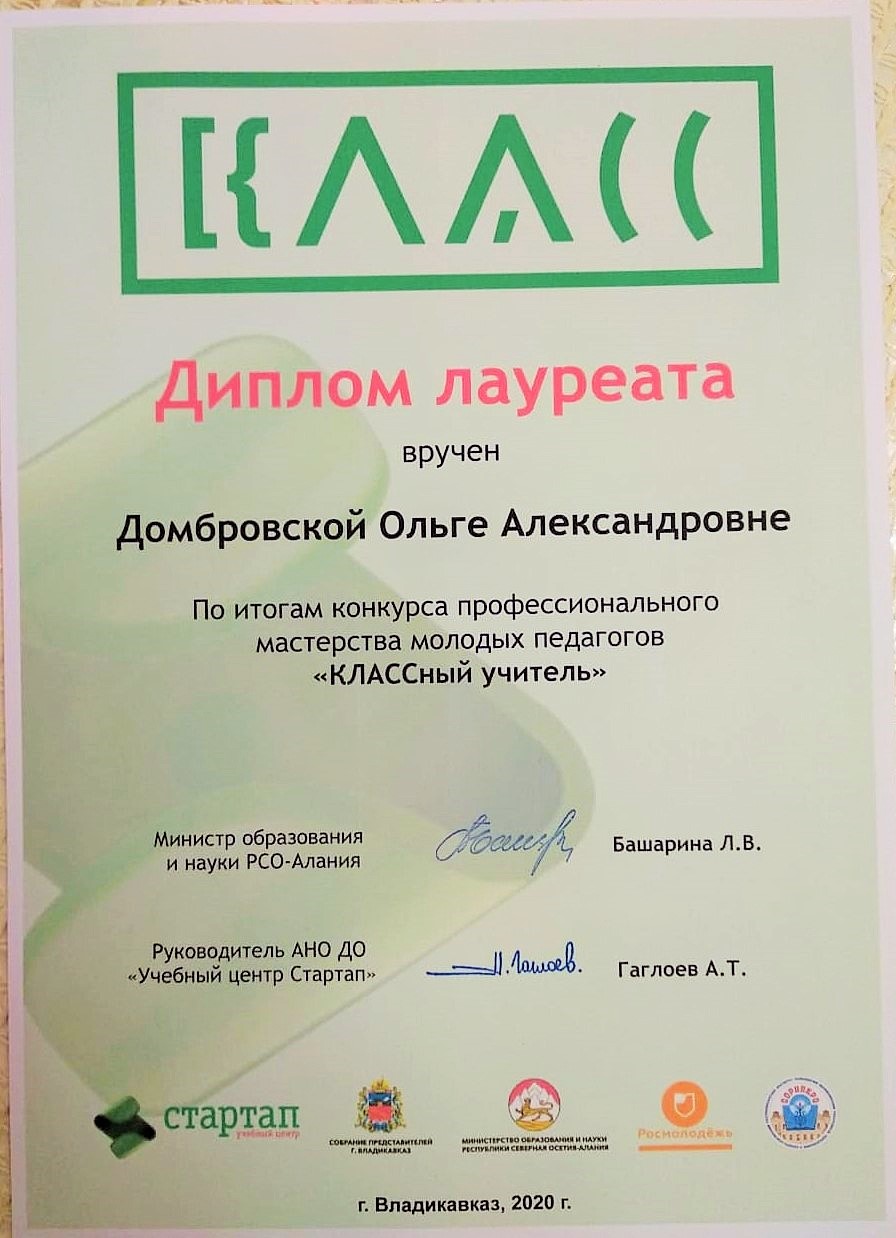 КЛАСС
Диплом лауреата
вручен
Домбровской Ольге Александровне
По итогам конкурса профессионального
мастерства молодых педагогов
«КЛАССный учитель»
Министр образования
и науки РСО-Алания
Башарина Л.В.
Руководитель АНО ДО
«Учебный центр Стартап»
Гаглоев А.Т.
стартап
учебный центр
СОБРАНИЕ ПРЕДСТАВИТЕЛЕЙ
Г. ВЛАДИКАВКАЗ
МИНИСТЕРСТВО ОБРАЗОВАНИЯ И НАУКИ
РЕСПУБЛИКИ СЕВЕРНАЯ ОСЕТИЯ-АЛАНИЯ
Росмолодёжь
СОРИПКРО
г. Владикавказ, 2020 г.